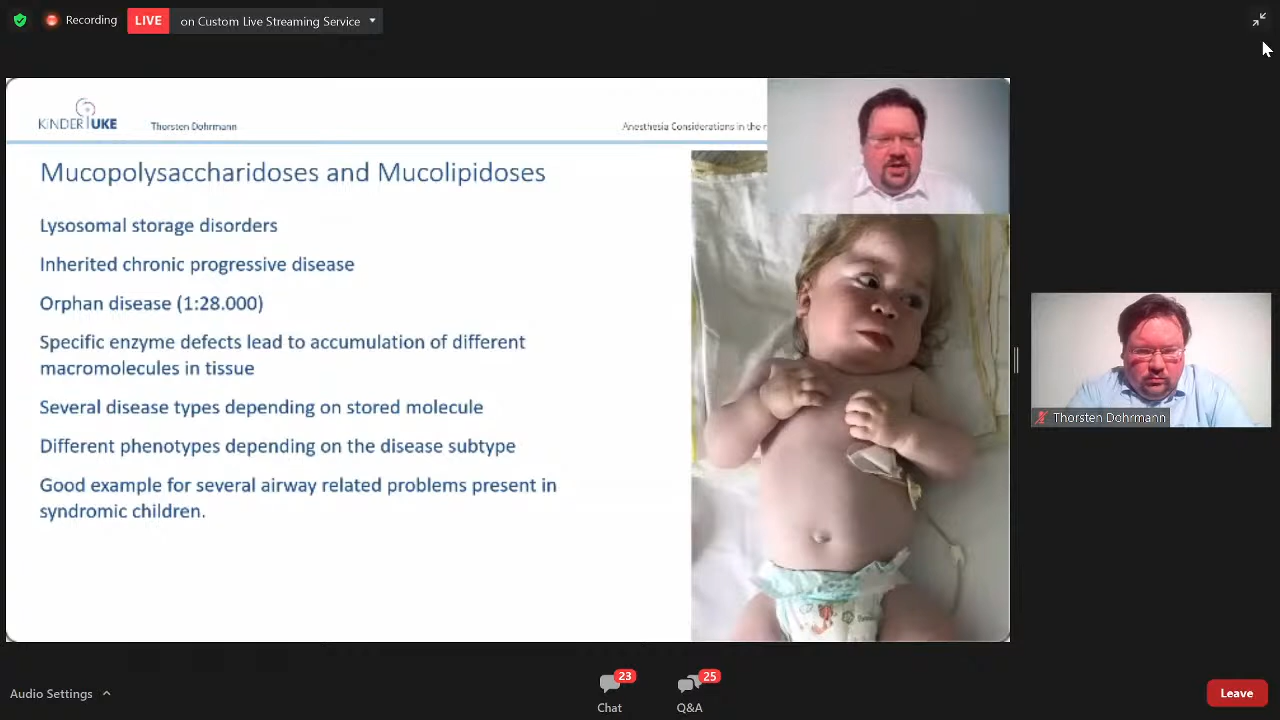 Recording
LIVE
on Custom Live Streaming Service
KINDER UKE
Thorsten Dohrmann
Anesthesia Considerations in the
Mucopolysaccharidoses and Mucolipidoses
Lysosomal storage disorders
Inherited chronic progressive disease
Orphan disease (1:28.000)
Specific enzyme defects lead to accumulation of different
macromolecules in tissue
Several disease types depending on stored molecule
Different phenotypes depending on the disease subtype
Good example for several airway related problems present in
syndromic children.
Thorsten Dohrmann
Audio Settings
23
Chat
25
Q&A
Leave